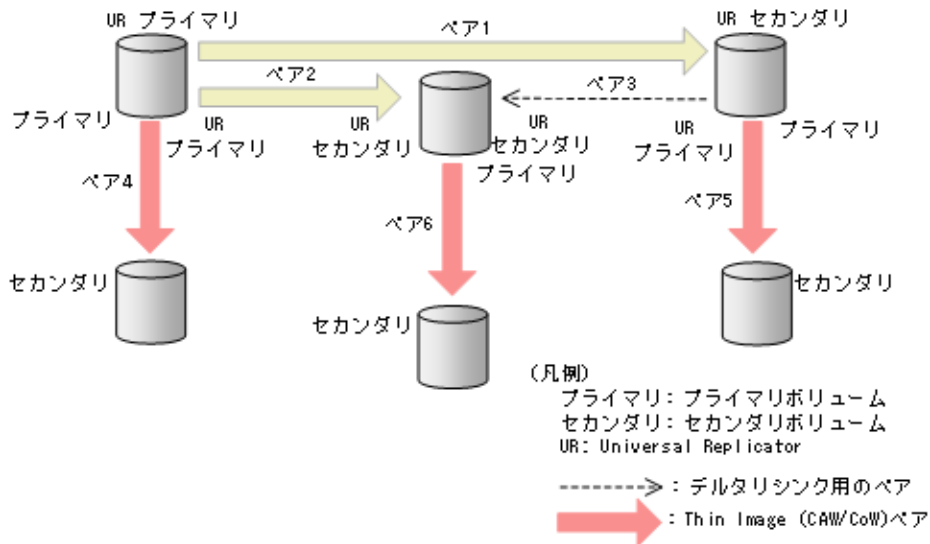 UR プライマリ
UR セカンダリ
ペア1
ペア2
ペア3
プライマリ
UR
プライマリ
UR
セカンダリ
UR
セカンダリ
プライマリ
UR
プライマリ
プライマリ
ペア4
ペア6
ペア5
セカンダリ
セカンダリ
セカンダリ
(凡例)
プライマリ: プライマリボリューム
セカンダリ: セカンダリボリューム
UR: Universal Replicator
: デルタリシンク用のペア
: Thin Image (CAW/CoW)ペア